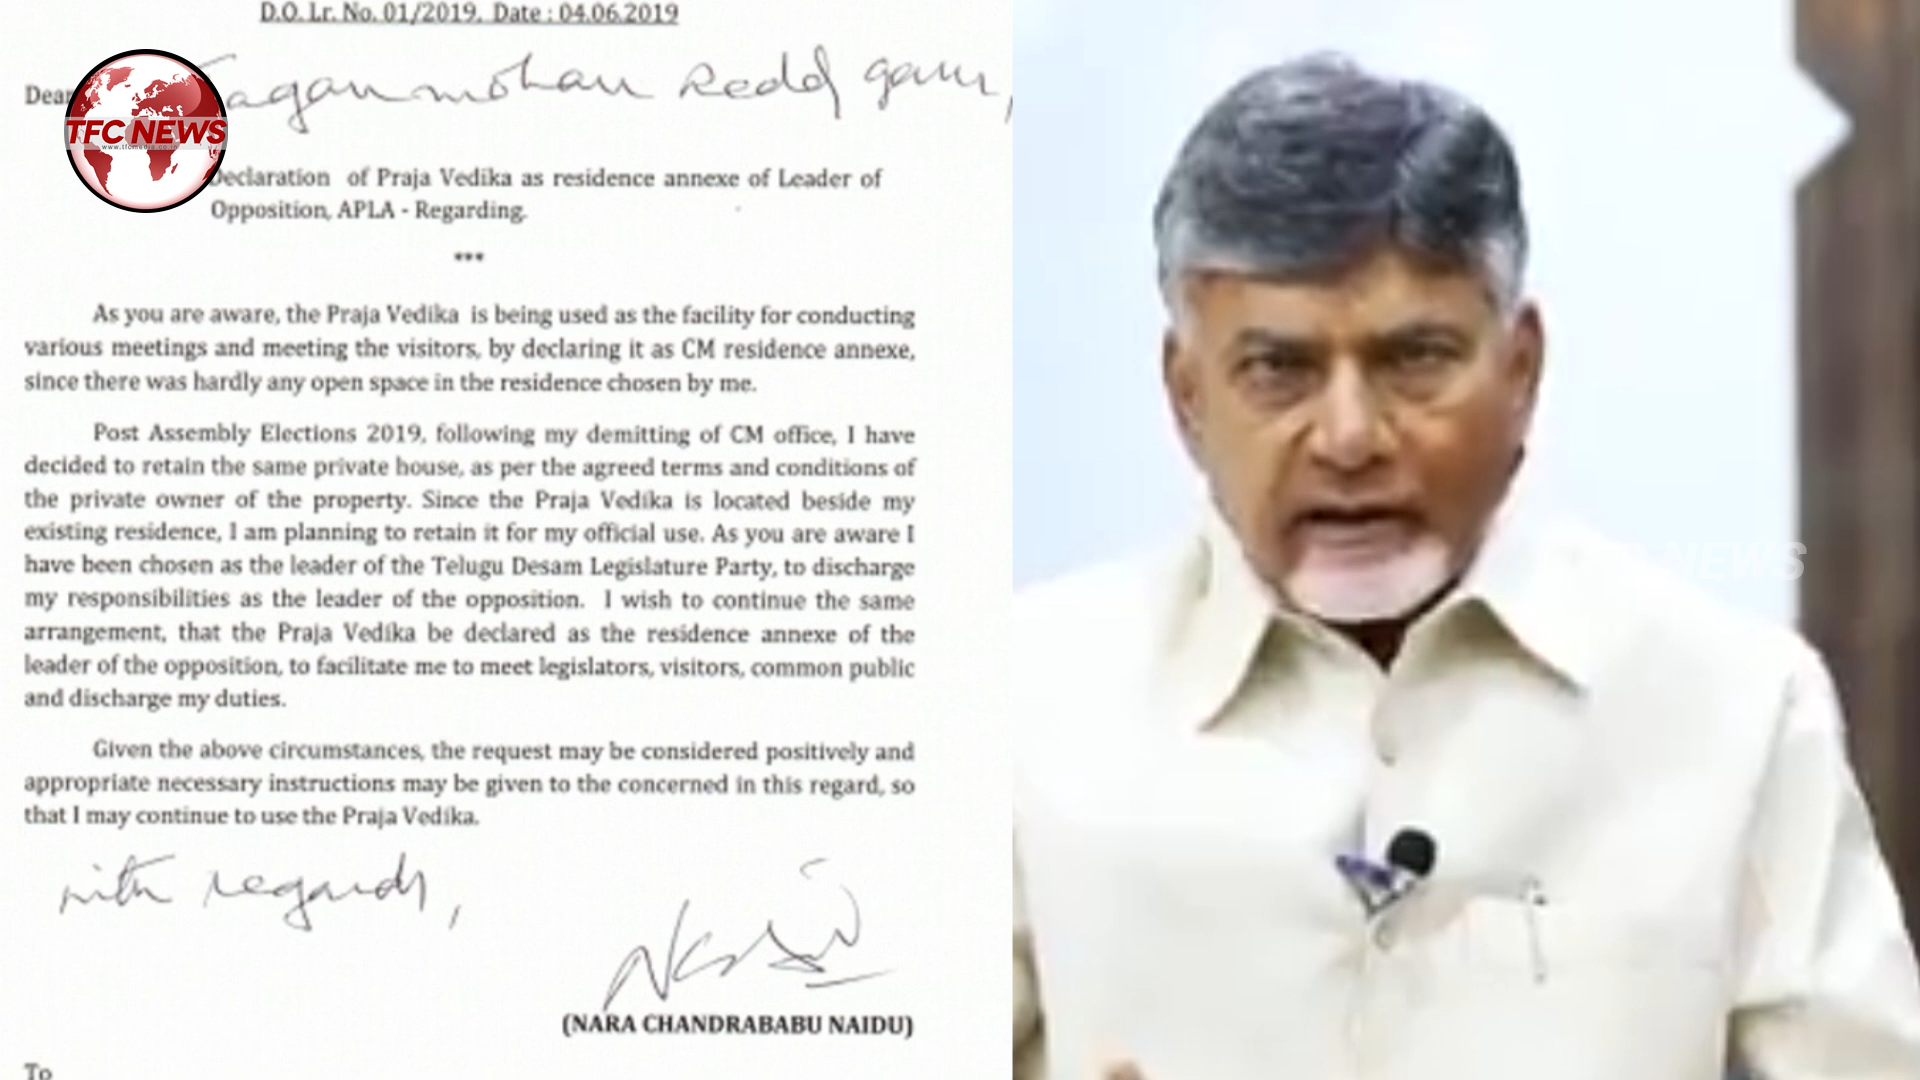 D.O. Lr. No. 01/2019, Date : 04.06.2019
Dear Jaganmohan Reddy garu,
TFC NEWS
www.tfcmedia.co.in
Declaration of Praja Vedika as residence annexe of Leader of
Opposition, APLA - Regarding.
***
As you are aware, the Praja Vedika is being used as the facility for conducting
various meetings and meeting the visitors, by declaring it as CM residence annexe,
since there was hardly any open space in the residence chosen by me.
Post Assembly Elections 2019, following my demitting of CM office, I have
decided to retain the same private house, as per the agreed terms and conditions of
the private owner of the property. Since the Praja Vedika is located beside my
existing residence, I am planning to retain it for my official use. As you are aware I
have been chosen as the leader of the Telugu Desam Legislature Party, to discharge
my responsibilities as the leader of the opposition. I wish to continue the same
arrangement, that the Praja Vedika be declared as the residence annexe of the
leader of the opposition, to facilitate me to meet legislators, visitors, common public
and discharge my duties.
Given the above circumstances, the request may be considered positively and
appropriate necessary instructions may be given to the concerned in this regard, so
that I may continue to use the Praja Vedika.
with regards,
(NARA CHANDRABABU NAIDU)
To
NEWS